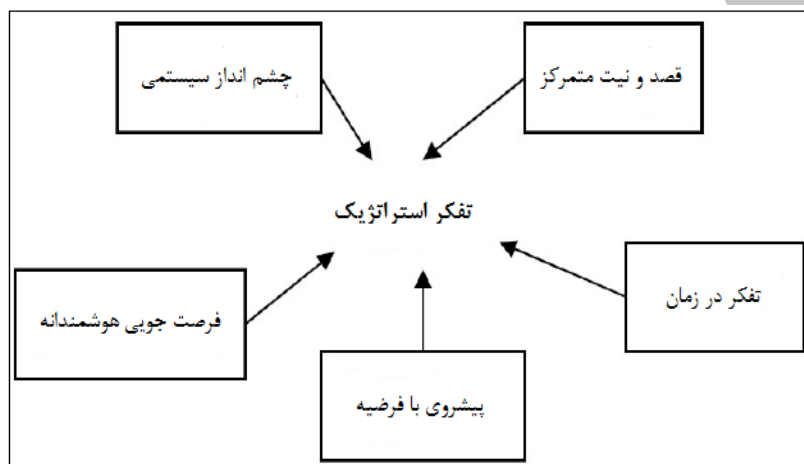 قصد و نیت متمرکز
چشم انداز سیستمی
تفکر استراتژیک
تفکر در زمان
فرصت جویی هوشمندانه
پیشروی با فرضیه